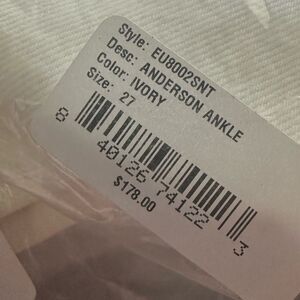 Style: EU8002SNT
Desc: ANDERSON ANKLE
Color: IVORY
Size: 27
8 40126 74122 3
$178.00